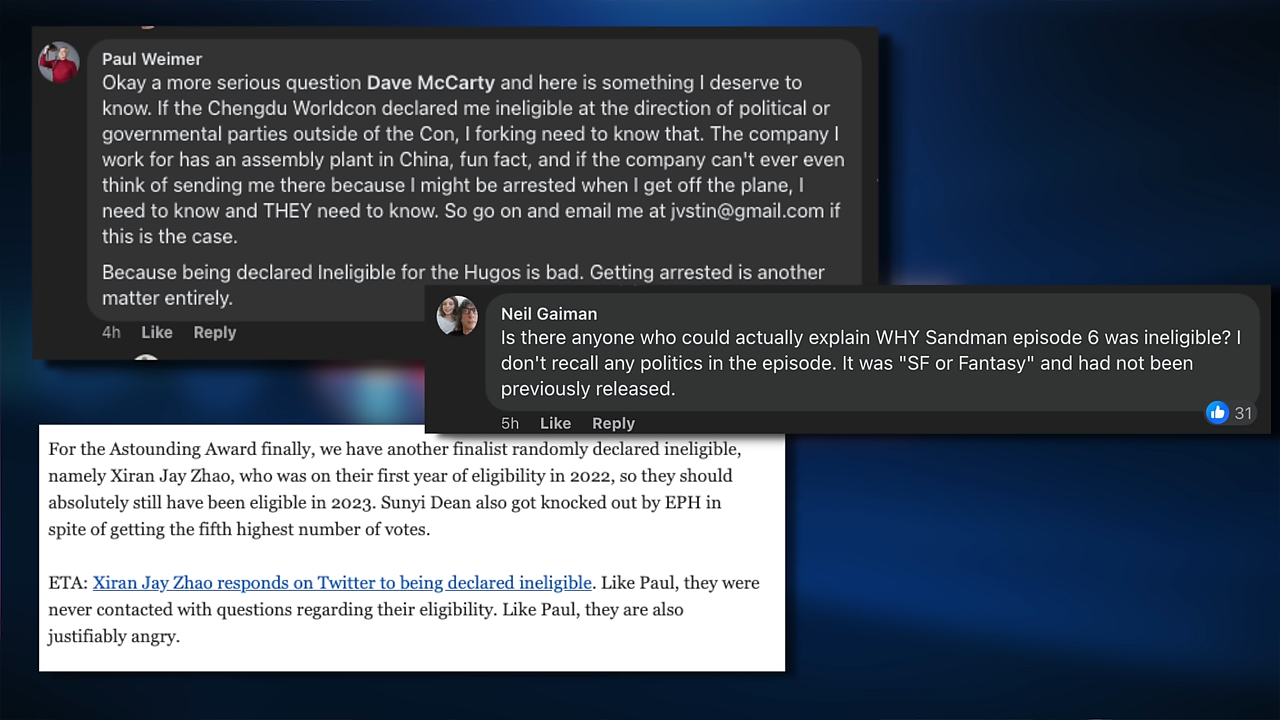 Paul Weimer
Okay a more serious question Dave McCarty and here is something I deserve to
know. If the Chengdu Worldcon declared me ineligible at the direction of political or
governmental parties outside of the Con, I forking need to know that. The company I
work for has an assembly plant in China, fun fact, and if the company can't ever even
think of sending me there because I might be arrested when I get off the plane, I
need to know and THEY need to know. So go on and email me at jvstin@gmail.com if
this is the case.
Because being declared Ineligible for the Hugos is bad. Getting arrested is another
matter entirely.
4h Like Reply
Neil Gaiman
Is there anyone who could actually explain WHY Sandman episode 6 was ineligible? I
don't recall any politics in the episode. It was "SF or Fantasy" and had not been
previously released.
5h Like Reply
31
For the Astounding Award finally, we have another finalist randomly declared ineligible,
namely Xiran Jay Zhao, who was on their first year of eligibility in 2022, so they should
absolutely still have been eligible in 2023. Sunyi Dean also got knocked out by EPH in
spite of getting the fifth highest number of votes.
ETA: Xiran Jay Zhao responds on Twitter to being declared ineligible. Like Paul, they were
never contacted with questions regarding their eligibility. Like Paul, they are also
justifiably angry.